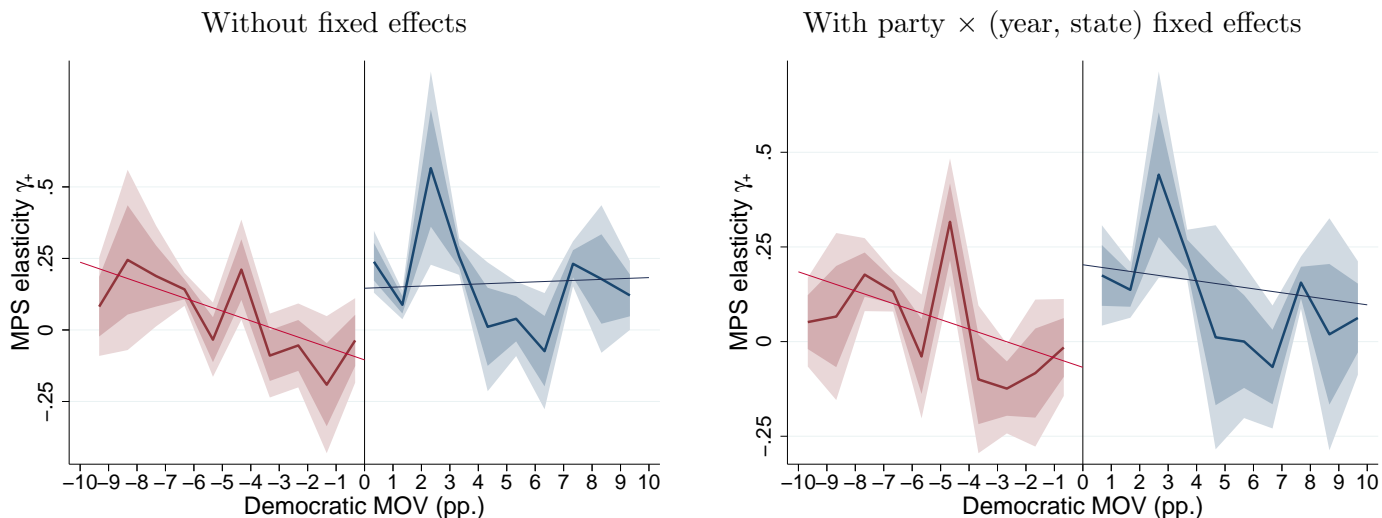 Without fixed effects
MPS elasticity γ₊
.5
.25
0
−.25
−10 −9 −8 −7 −6 −5 −4 −3 −2 −1 0 1 2 3 4 5 6 7 8 9 10
Democratic MOV (pp.)
With party × (year, state) fixed effects
MPS elasticity γ₊
.5
.25
0
−.25
−10 −9 −8 −7 −6 −5 −4 −3 −2 −1 0 1 2 3 4 5 6 7 8 9 10
Democratic MOV (pp.)